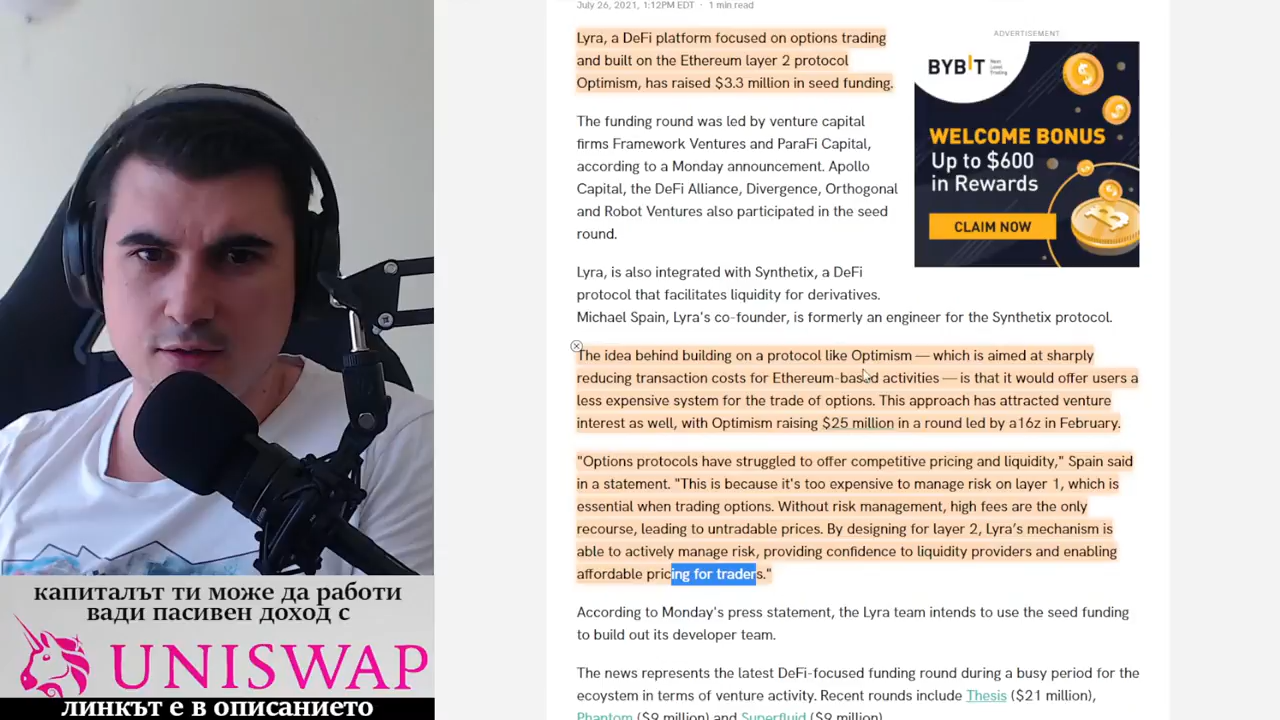 July 26, 2021, 1:12PM EDT · 1 min read
Lyra, a DeFi platform focused on options trading
and built on the Ethereum layer 2 protocol
Optimism, has raised $3.3 million in seed funding.
The funding round was led by venture capital
firms Framework Ventures and ParaFi Capital,
according to a Monday announcement. Apollo
Capital, the DeFi Alliance, Divergence, Orthogonal
and Robot Ventures also participated in the seed
round.
Lyra, is also integrated with Synthetix, a DeFi
protocol that facilitates liquidity for derivatives.
Michael Spain, Lyra's co-founder, is formerly an engineer for the Synthetix protocol.
The idea behind building on a protocol like Optimism — which is aimed at sharply
reducing transaction costs for Ethereum-based activities — is that it would offer users a
less expensive system for the trade of options. This approach has attracted venture
interest as well, with Optimism raising $25 million in a round led by a16z in February.
"Options protocols have struggled to offer competitive pricing and liquidity," Spain said
in a statement. "This is because it's too expensive to manage risk on layer 1, which is
essential when trading options. Without risk management, high fees are the only
recourse, leading to untradable prices. By designing for layer 2, Lyra's mechanism is
able to actively manage risk, providing confidence to liquidity providers and enabling
affordable pricing for traders."
According to Monday's press statement, the Lyra team intends to use the seed funding
to build out its developer team.
The news represents the latest DeFi-focused funding round during a busy period for the
ecosystem in terms of venture activity. Recent rounds include Thesis ($21 million),
Phantom ($9 million) and Superfluid ($9 million).
ADVERTISEMENT
BYBIT
Next
Level
Trading
WELCOME BONUS
Up to $600
in Rewards
CLAIM NOW
капиталът ти може да работи
вади пасивен доход с
UNISWAP
линкът е в описанието